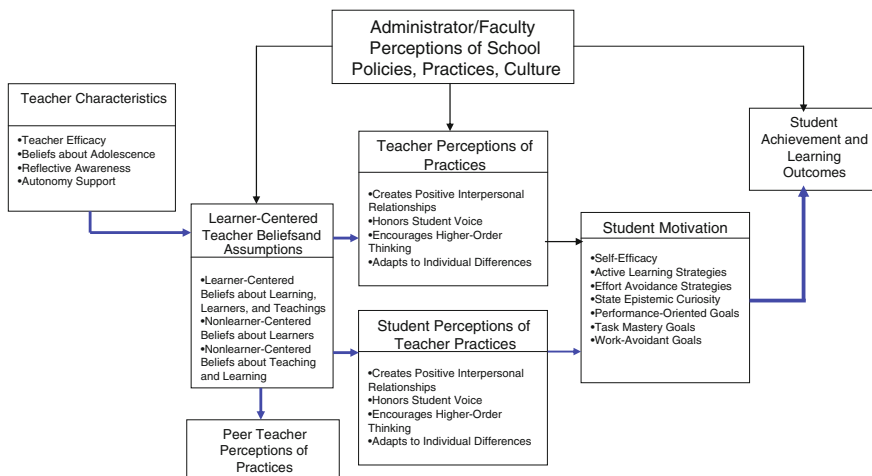 Administrator/Faculty
Perceptions of School
Policies, Practices, Culture
Teacher Characteristics
•Teacher Efficacy
•Beliefs about Adolescence
•Reflective Awareness
•Autonomy Support
Learner-Centered
Teacher Beliefsand
Assumptions
•Learner-Centered
Beliefs about Learning,
Learners, and Teachings
•Nonlearner-Centered
Beliefs about Learners
•Nonlearner-Centered
Beliefs about Teaching
and Learning
Peer Teacher
Perceptions of
Practices
Teacher Perceptions of
Practices
•Creates Positive Interpersonal
Relationships
•Honors Student Voice
•Encourages Higher-Order
Thinking
•Adapts to Individual Differences
Student Perceptions of
Teacher Practices
•Creates Positive Interpersonal
Relationships
•Honors Student Voice
•Encourages Higher-Order
Thinking
•Adapts to Individual Differences
Student Motivation
•Self-Efficacy
•Active Learning Strategies
•Effort Avoidance Strategies
•State Epistemic Curiosity
•Performance-Oriented Goals
•Task Mastery Goals
•Work-Avoidant Goals
Student
Achievement and
Learning
Outcomes